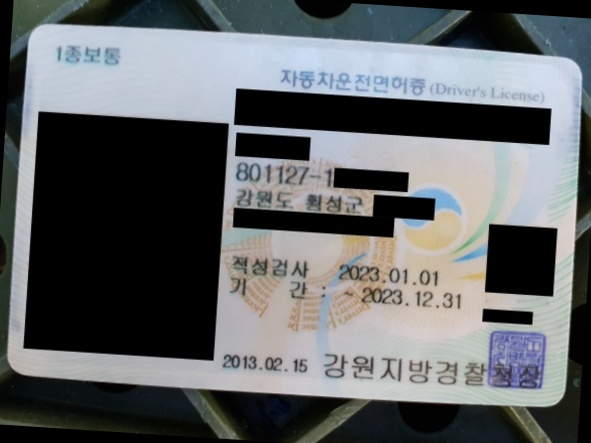 1종보통
자동차운전면허증 (Driver's License)
801127-1
강원도 횡성군
적성검사 2023.01.01
기 간 : ~ 2023.12.31
2013.02.15 강원지방경찰청장